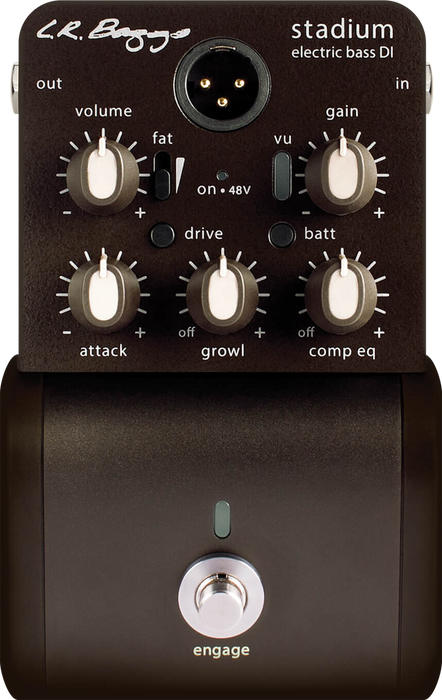 L.R. Baggs
stadium
electric bass DI
out
in
volume
gain
fat
vu
on • 48V
- +
- +
drive
batt
- +
off +
off +
attack
growl
comp eq
engage